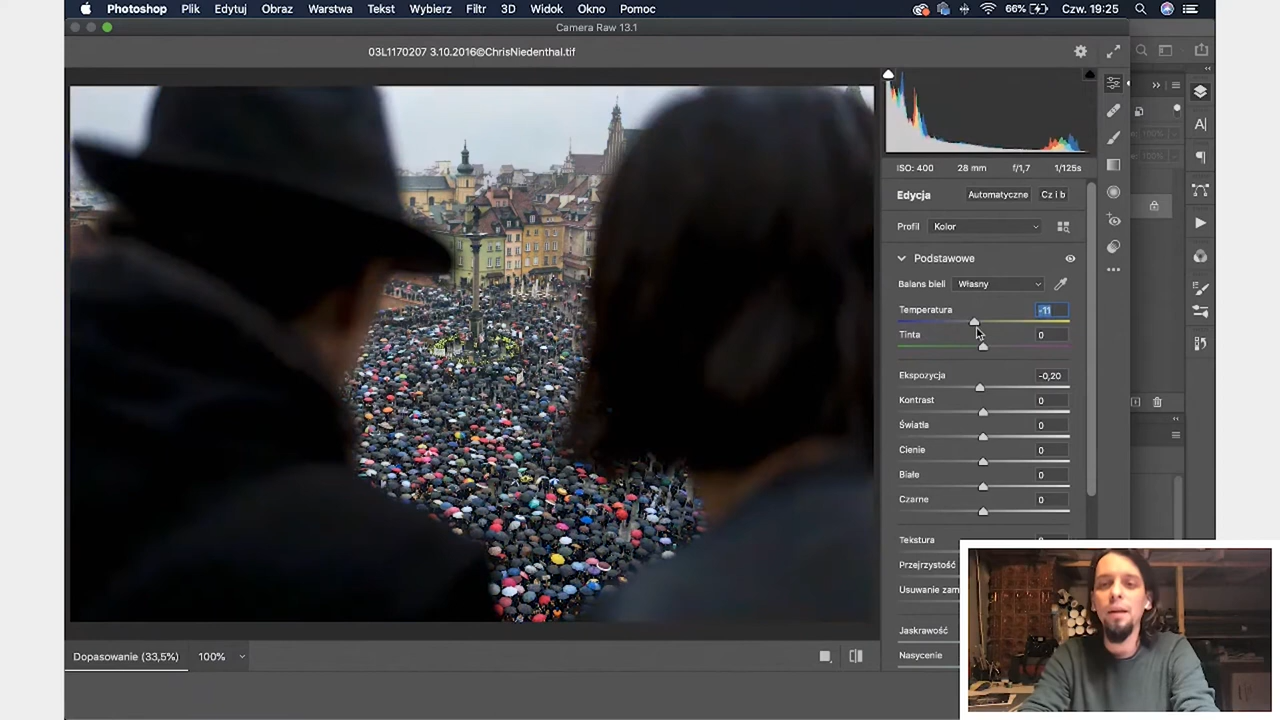 Photoshop Plik Edytuj Obraz Warstwa Tekst Wybierz Filtr 3D Widok Okno Pomoc 66% Czw. 19:25
Camera Raw 13.1
03L1170207 3.10.2016©ChrisNiedenthal.tif
ISO: 400 28 mm f/1,7 1/125s
Edycja Automatyczne Cz i b
Profil Kolor
Podstawowe
Balans bieli Własny
Temperatura -11
Tinta 0
Ekspozycja -0,20
Kontrast 0
Światła 0
Cienie 0
Białe 0
Czarne 0
Tekstura
Przejrzystość
Usuwanie zam
Jaskrawość
Nasycenie
Dopasowanie (33,5%) 100%